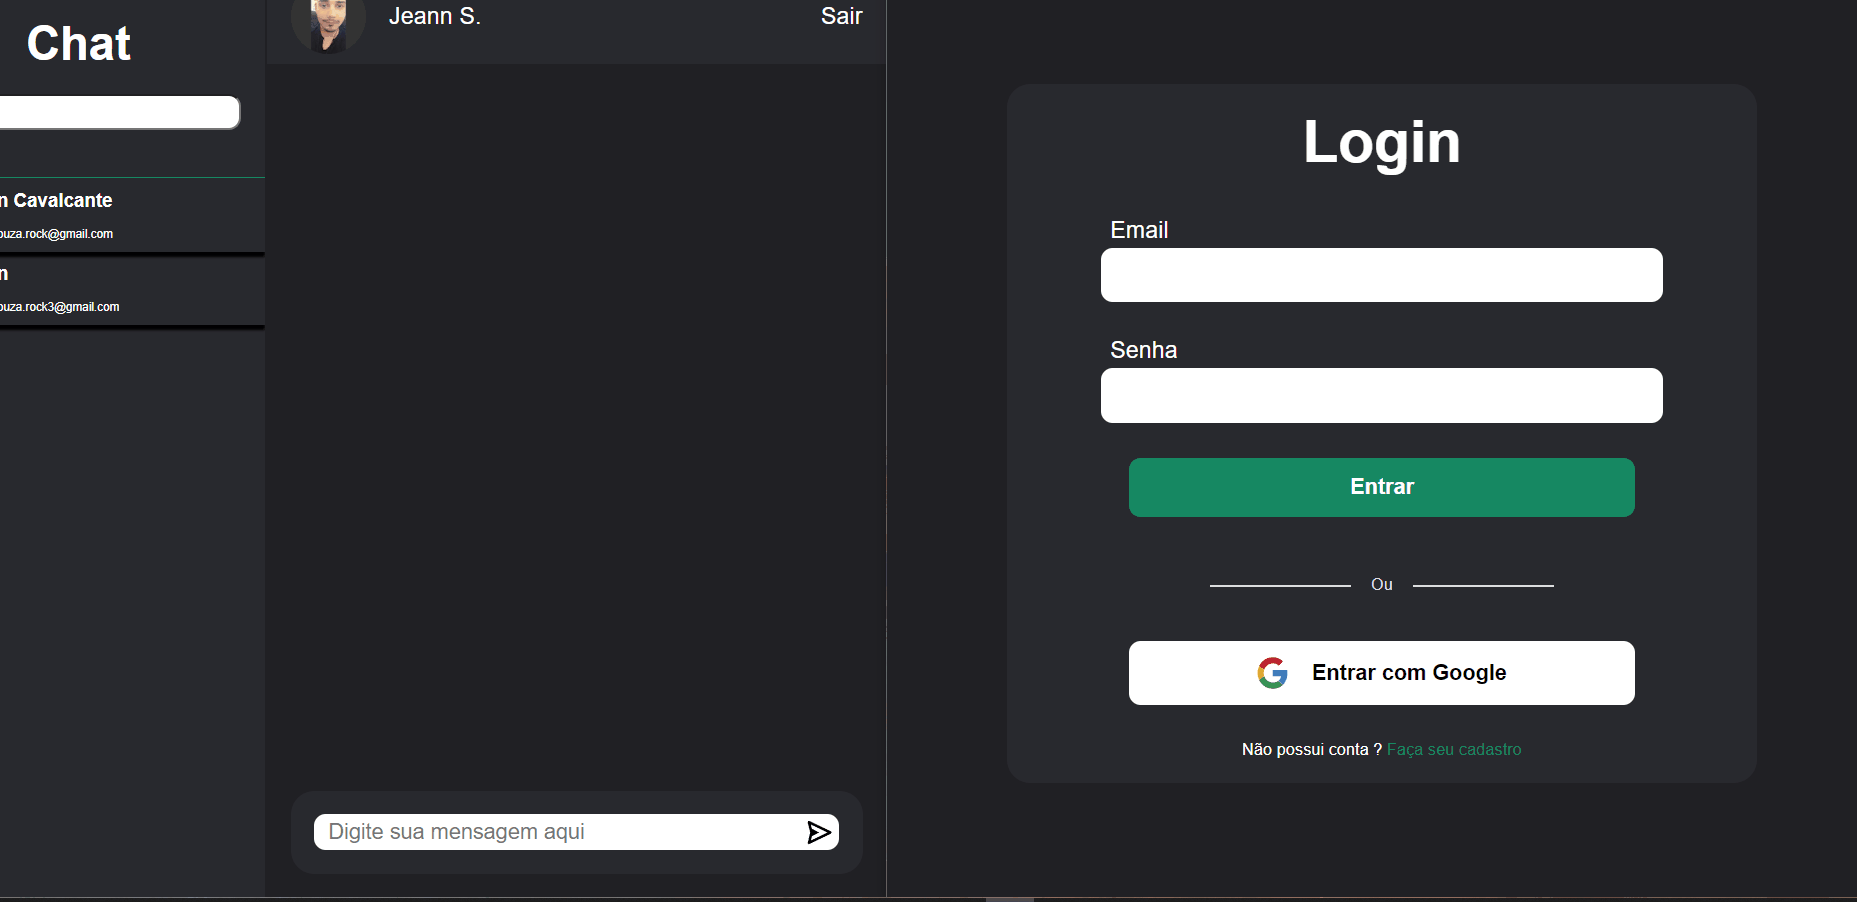 Chat
n Cavalcante
ouza.rock@gmail.com
n
ouza.rock3@gmail.com
Jeann S.
Sair
Digite sua mensagem aqui
Login
Email
Senha
Entrar
Ou
Entrar com Google
Não possui conta ? Faça seu cadastro